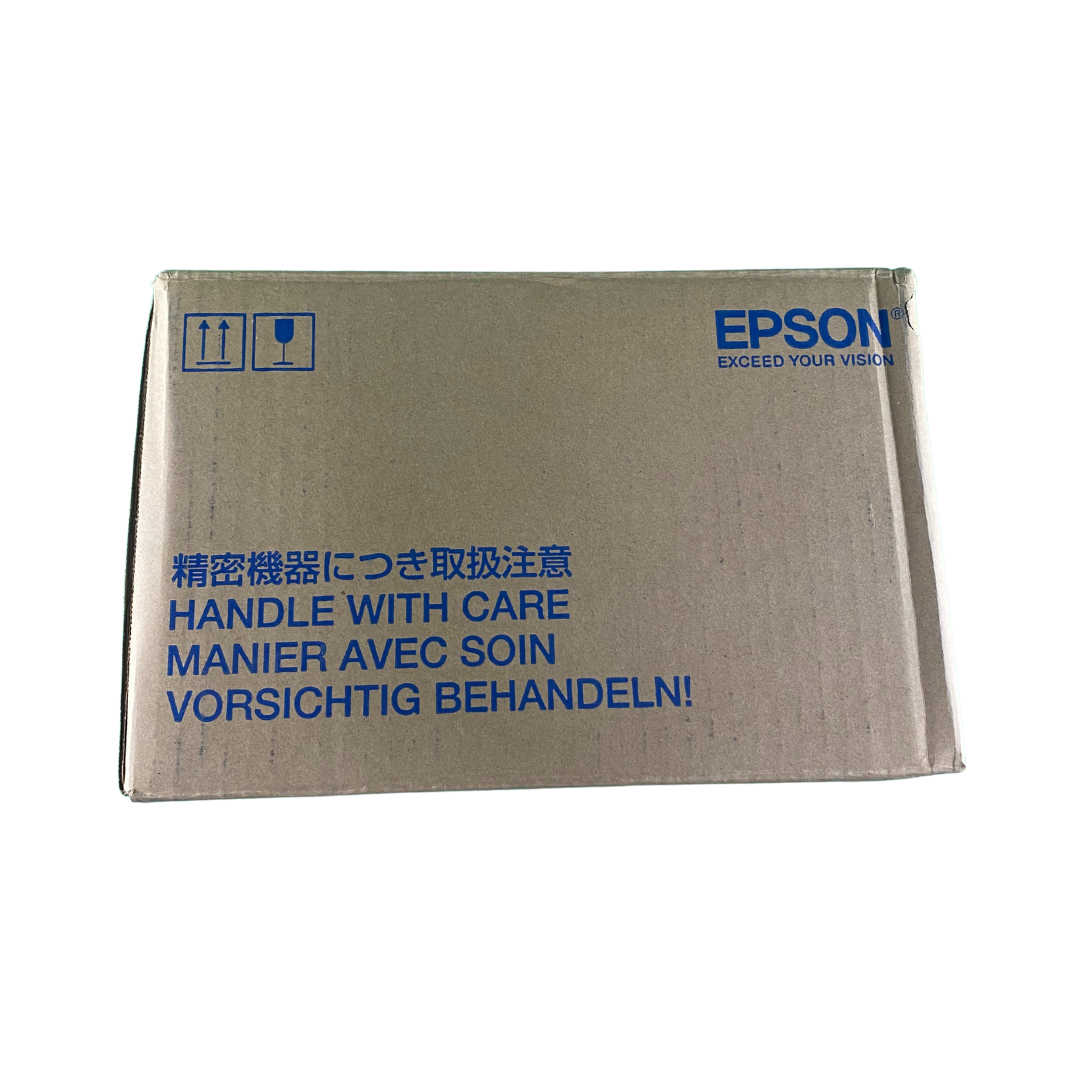 EPSON®
EXCEED YOUR VISION
精密機器につき取扱注意
HANDLE WITH CARE
MANIER AVEC SOIN
VORSICHTIG BEHANDELN!